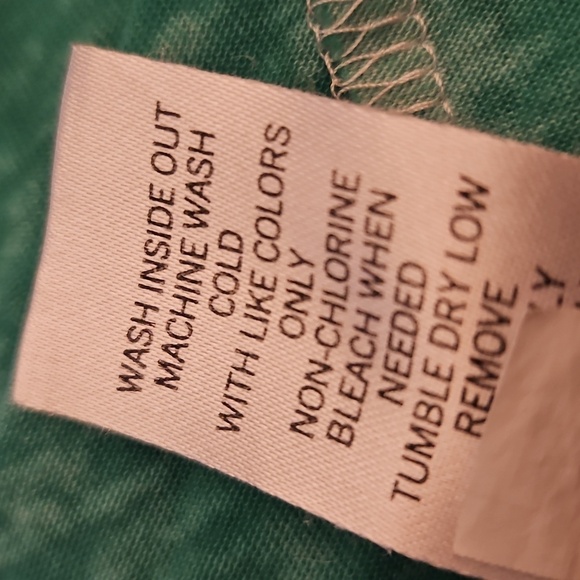 WASH INSIDE OUT
MACHINE WASH
COLD
WITH LIKE COLORS
ONLY
NON-CHLORINE
BLEACH WHEN
NEEDED
TUMBLE DRY LOW
REMOVE